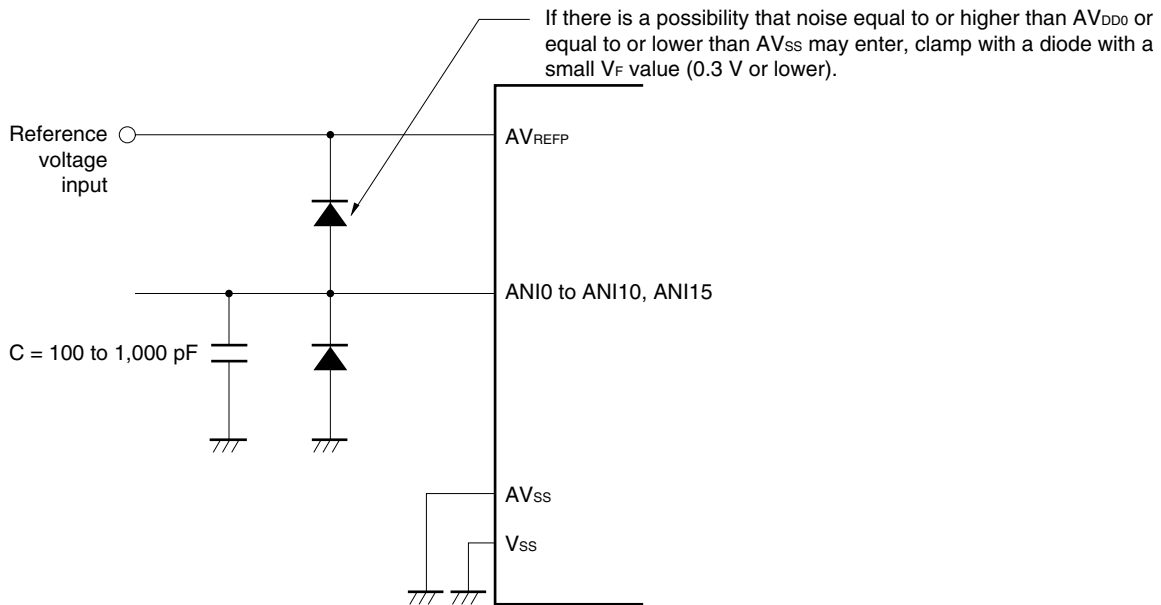 If there is a possibility that noise equal to or higher than AVDD0 or
equal to or lower than AVSS may enter, clamp with a diode with a
small VF value (0.3 V or lower).
Reference
voltage
input
AVREFP
ANI0 to ANI10, ANI15
C = 100 to 1,000 pF
AVSS
VSS